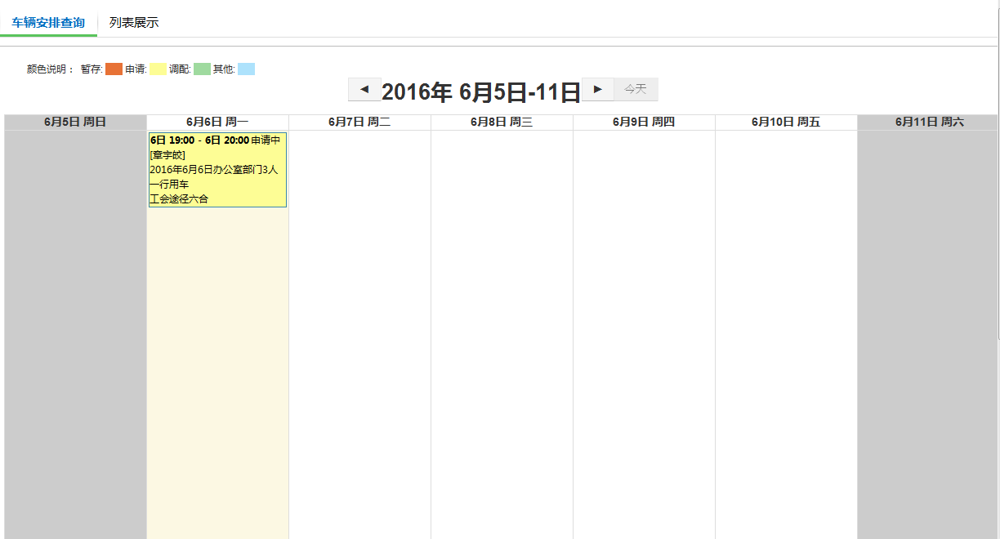 车辆安排查询 列表展示
颜色说明： 暂存: 申请: 调配: 其他:
◄ 2016年 6月5日-11日 ► 今天
6月5日 周日 6月6日 周一 6月7日 周二 6月8日 周三 6月9日 周四 6月10日 周五 6月11日 周六
6日 19:00 - 6日 20:00 申请中
[章宇皎]
2016年6月6日办公室部门3人
一行用车
工会途径六合